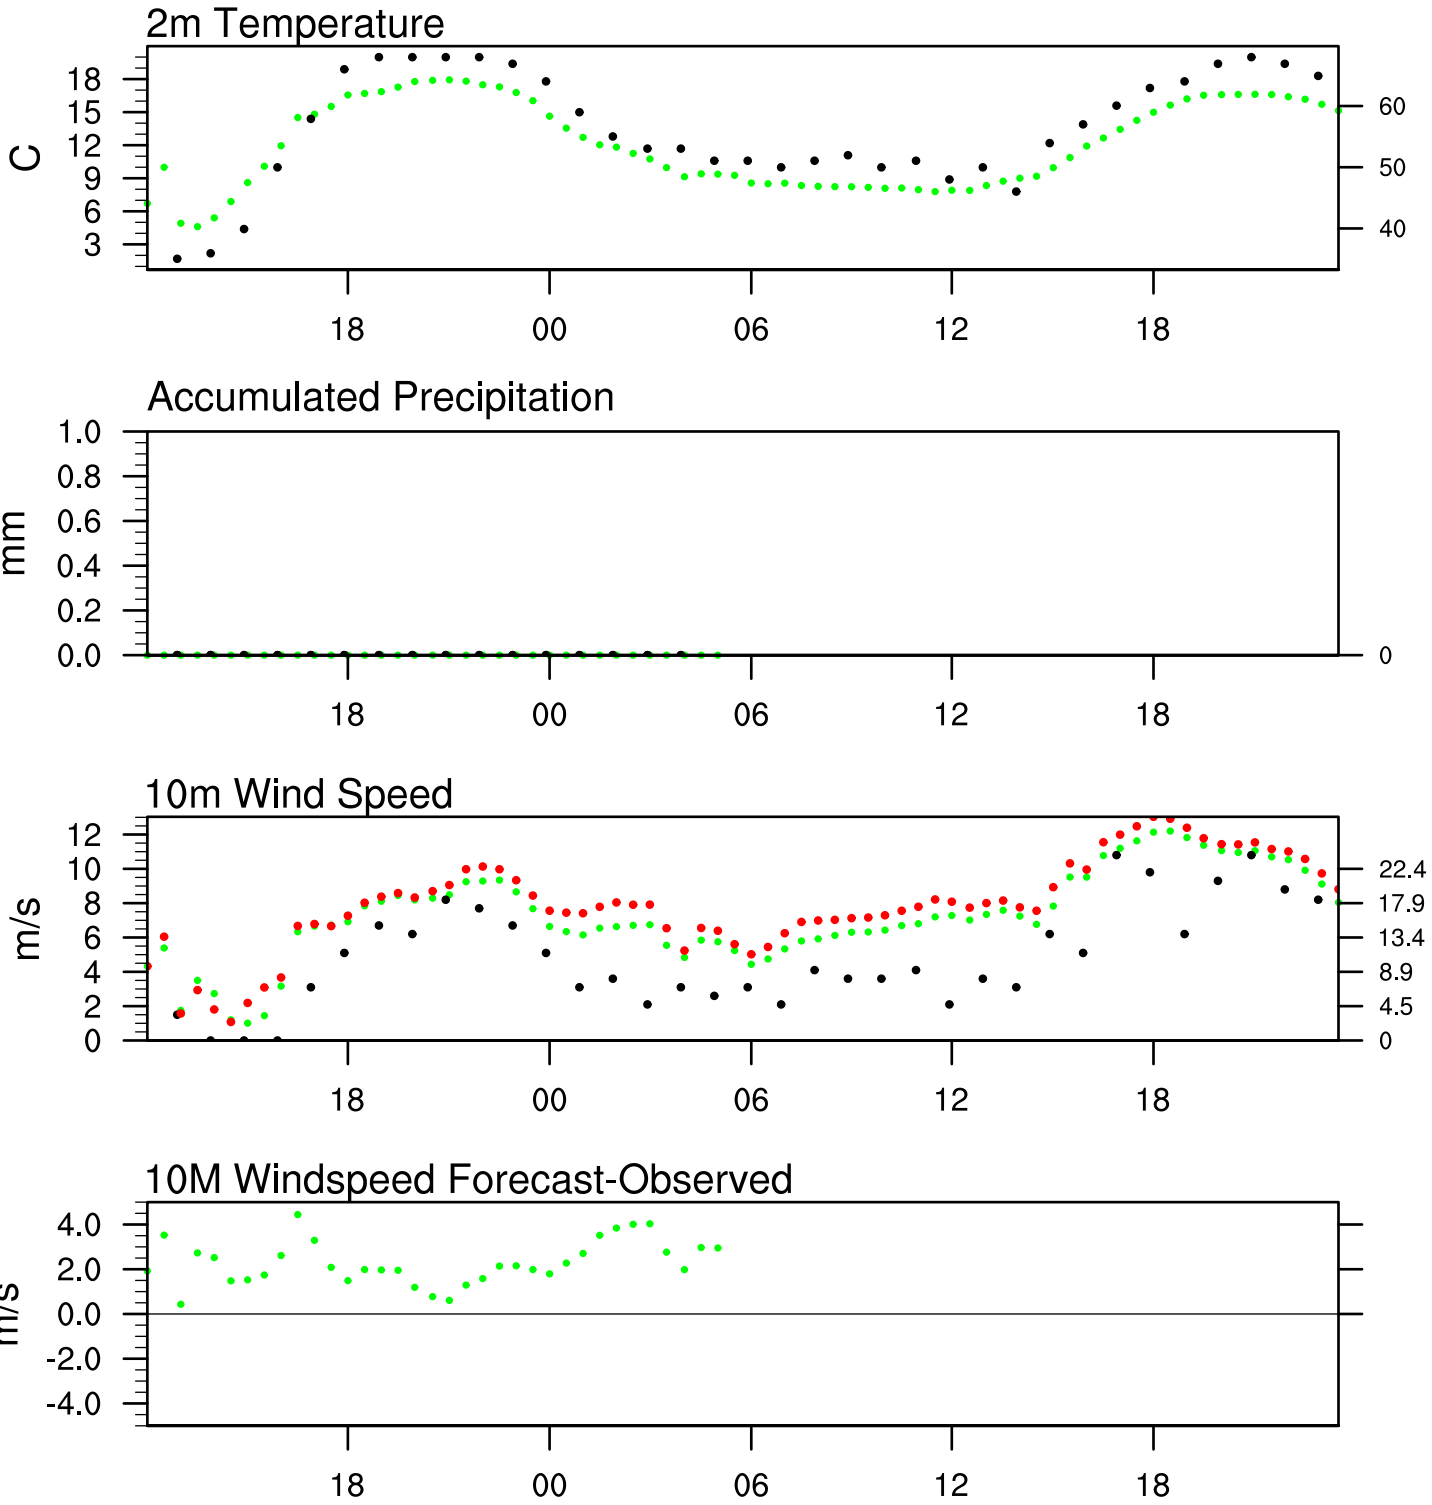 2m Temperature
18
15
12
9
6
3
C
60
50
40
18 00 06 12 18
Accumulated Precipitation
1.0
0.8
0.6
0.4
0.2
0.0
mm
0
18 00 06 12 18
10m Wind Speed
12
10
8
6
4
2
0
m/s
22.4
17.9
13.4
8.9
4.5
0
18 00 06 12 18
10M Windspeed Forecast-Observed
4.0
2.0
0.0
-2.0
-4.0
m/s
18 00 06 12 18